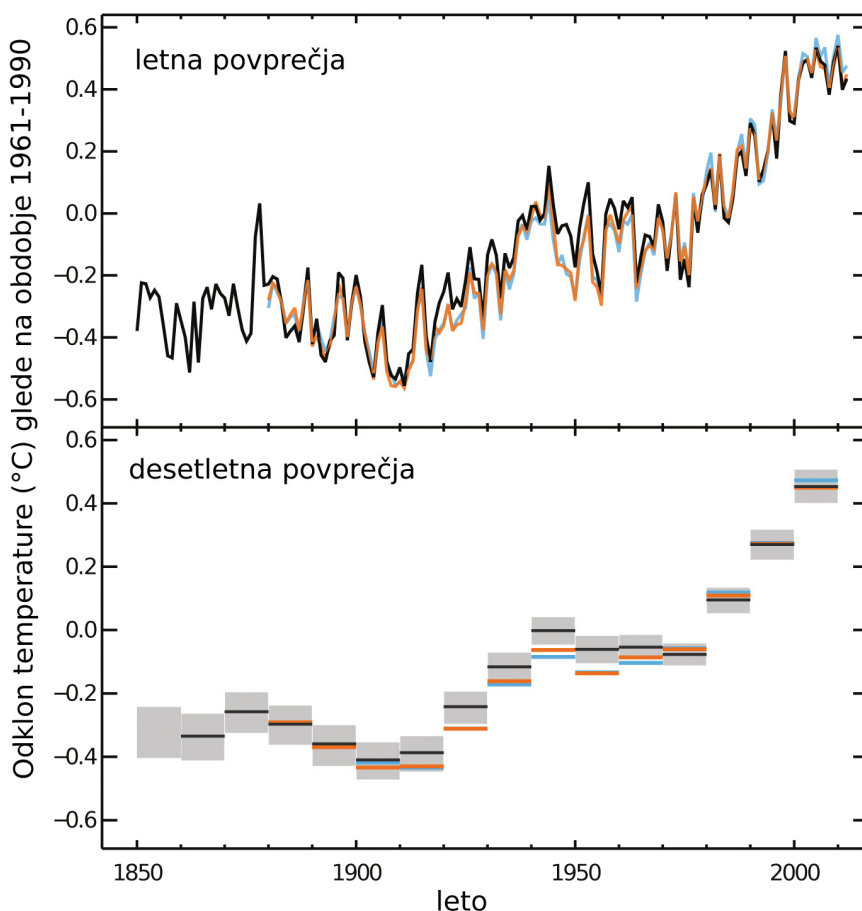 Odklon temperature (°C) glede na obdobje 1961-1990
letna povprečja
0.6
0.4
0.2
0.0
−0.2
−0.4
−0.6
desetletna povprečja
0.6
0.4
0.2
0.0
−0.2
−0.4
−0.6
1850 1900 1950 2000
leto